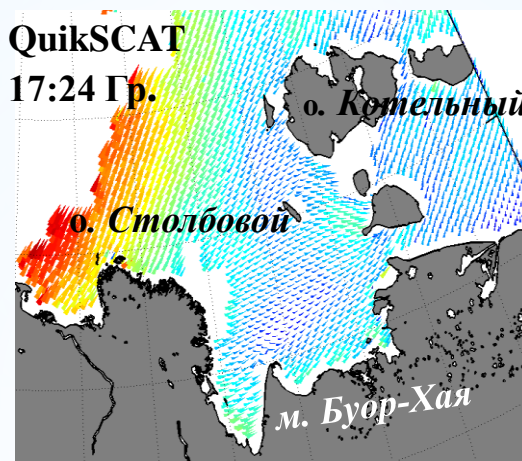 QuikSCAT
17:24 Гр.
о. Котельный
о. Столбовой
м. Буор-Хая